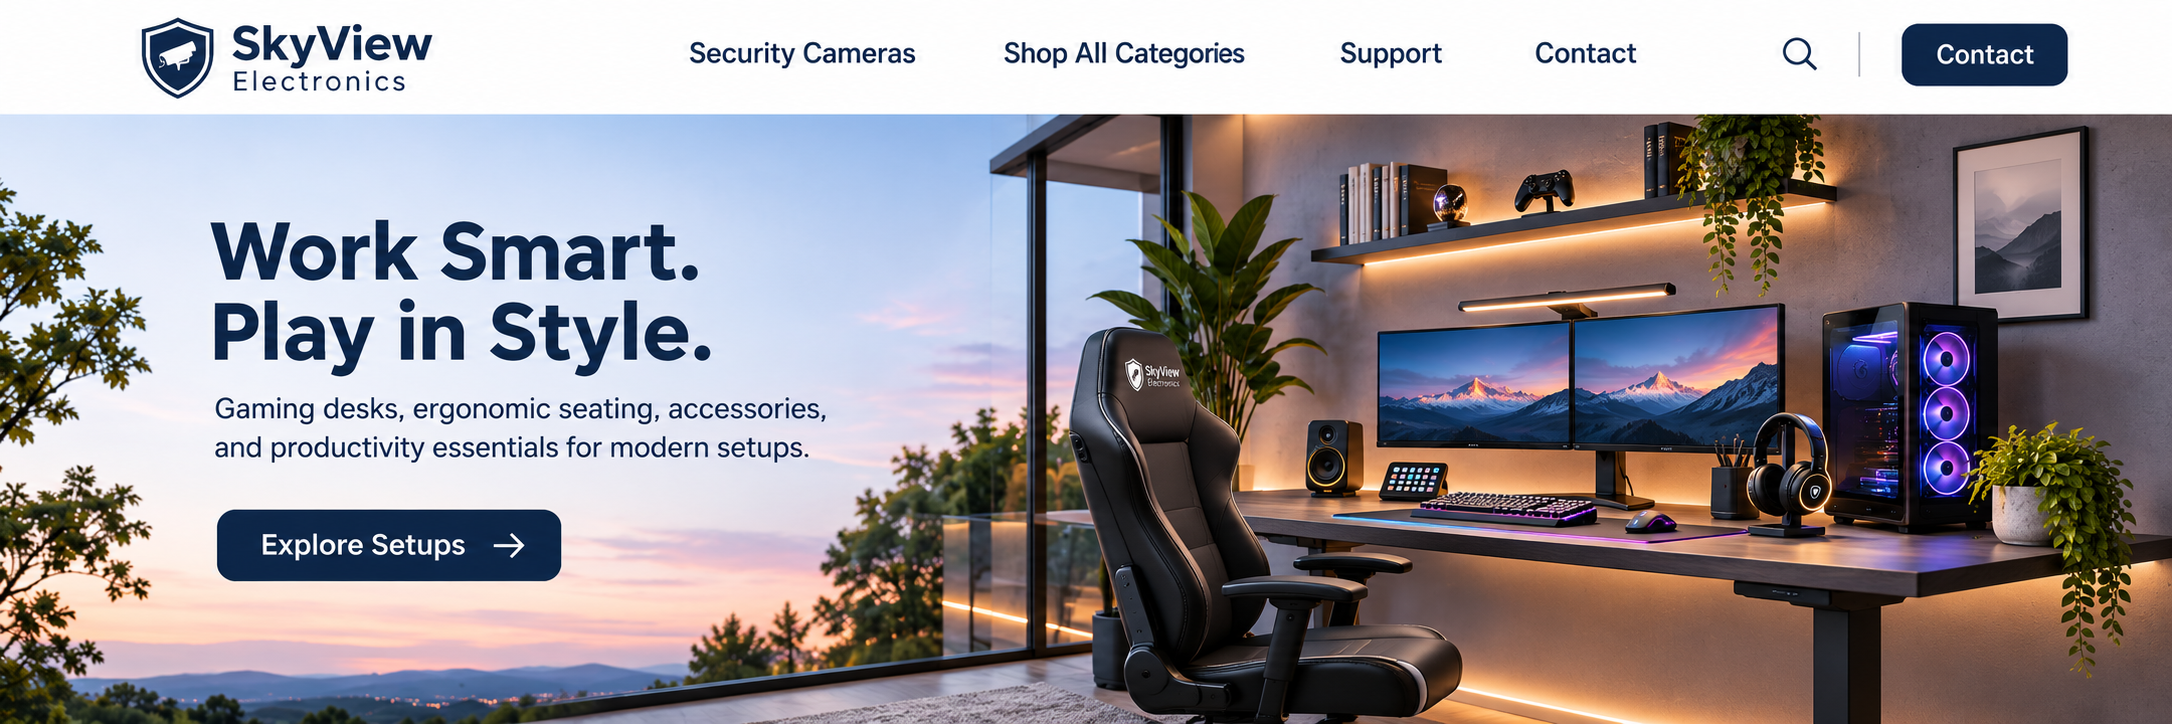 SkyView
Electronics
Security Cameras
Shop All Categories
Support
Contact
Contact
Work Smart.
Play in Style.
Gaming desks, ergonomic seating, accessories,
and productivity essentials for modern setups.
Explore Setups
SkyView
Electronics